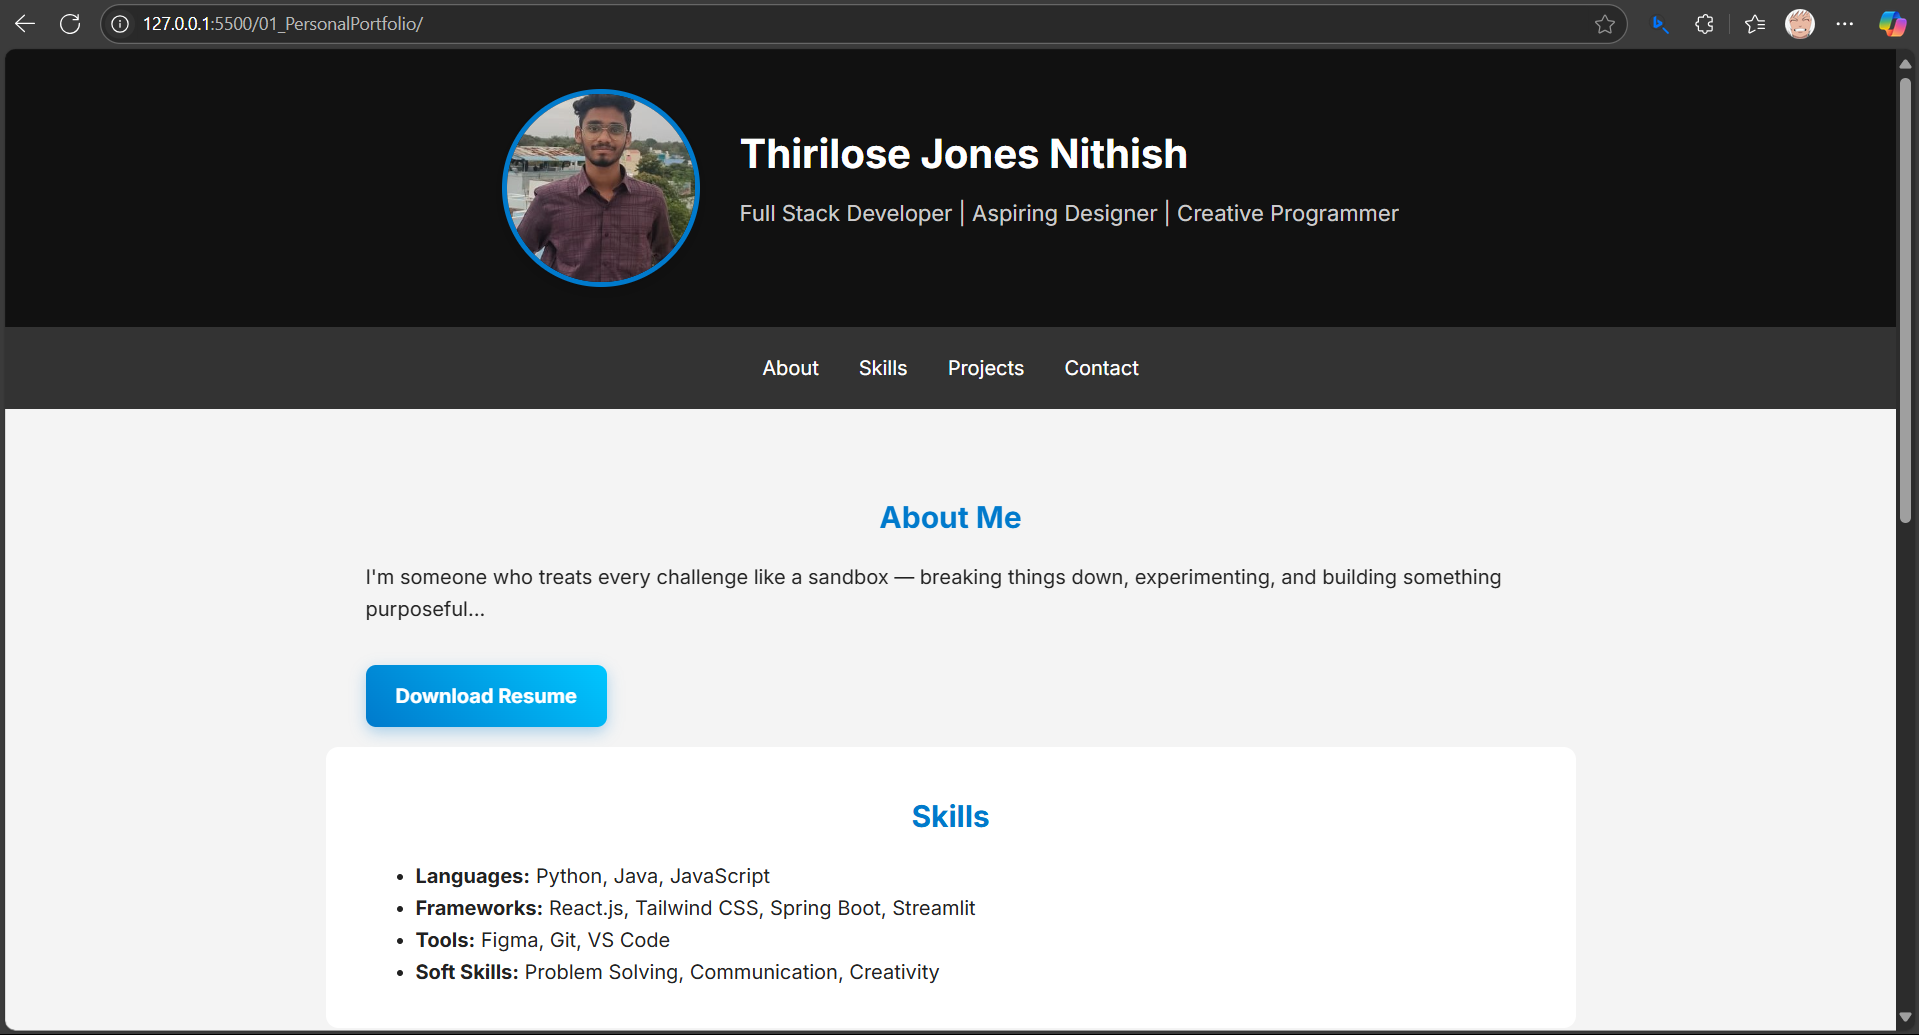 127.0.0.1:5500/01_PersonalPortfolio/
Thirilose Jones Nithish
Full Stack Developer | Aspiring Designer | Creative Programmer
About Skills Projects Contact
About Me
I'm someone who treats every challenge like a sandbox — breaking things down, experimenting, and building something
purposeful...
Download Resume
Skills
• Languages: Python, Java, JavaScript
• Frameworks: React.js, Tailwind CSS, Spring Boot, Streamlit
• Tools: Figma, Git, VS Code
• Soft Skills: Problem Solving, Communication, Creativity